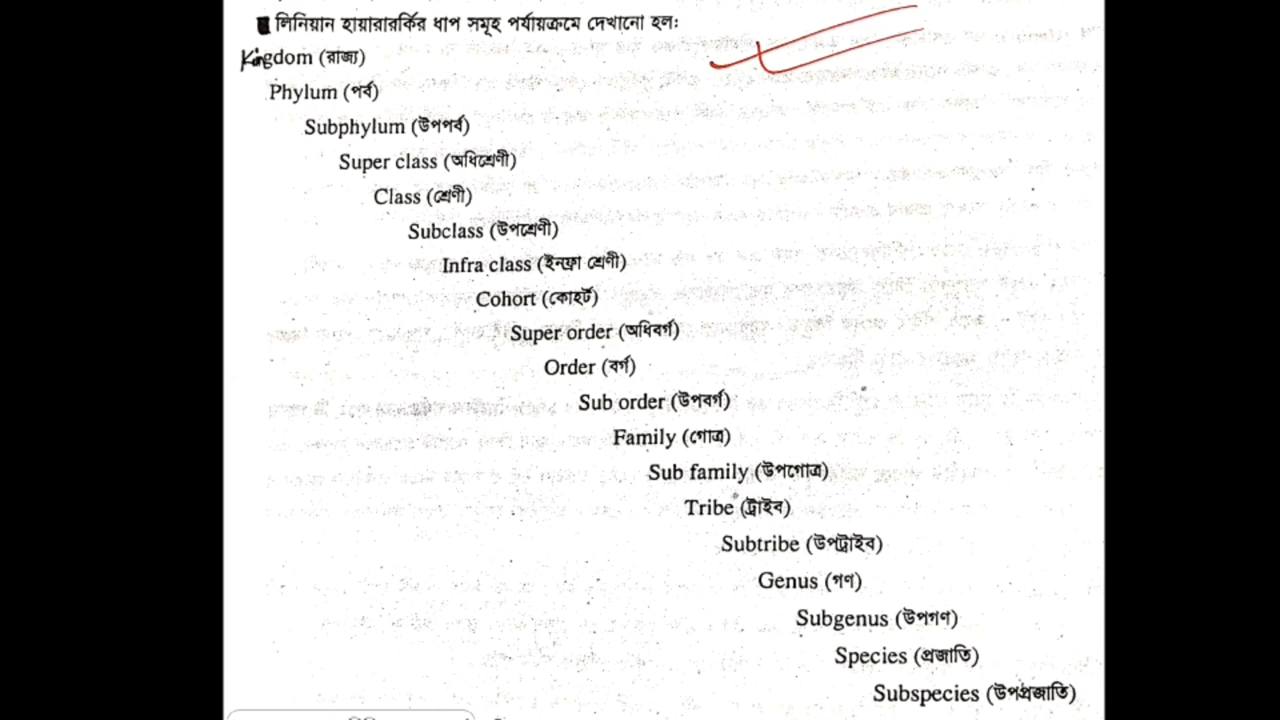 লিনিয়ান হায়ারারর্কির ধাপ সমূহ পর্যায়ক্রমে দেখানো হল:
Kingdom (রাজ্য)
Phylum (পর্ব)
Subphylum (উপপর্ব)
Super class (অধিশ্রেণী)
Class (শ্রেণী)
Subclass (উপশ্রেণী)
Infra class (ইনফ্রা শ্রেণী)
Cohort (কোহর্ট)
Super order (অধিবর্গ)
Order (বর্গ)
Sub order (উপবর্গ)
Family (গোত্র)
Sub family (উপগোত্র)
Tribe (ট্রাইব)
Subtribe (উপট্রাইব)
Genus (গণ)
Subgenus (উপগণ)
Species (প্রজাতি)
Subspecies (উপপ্রজাতি)